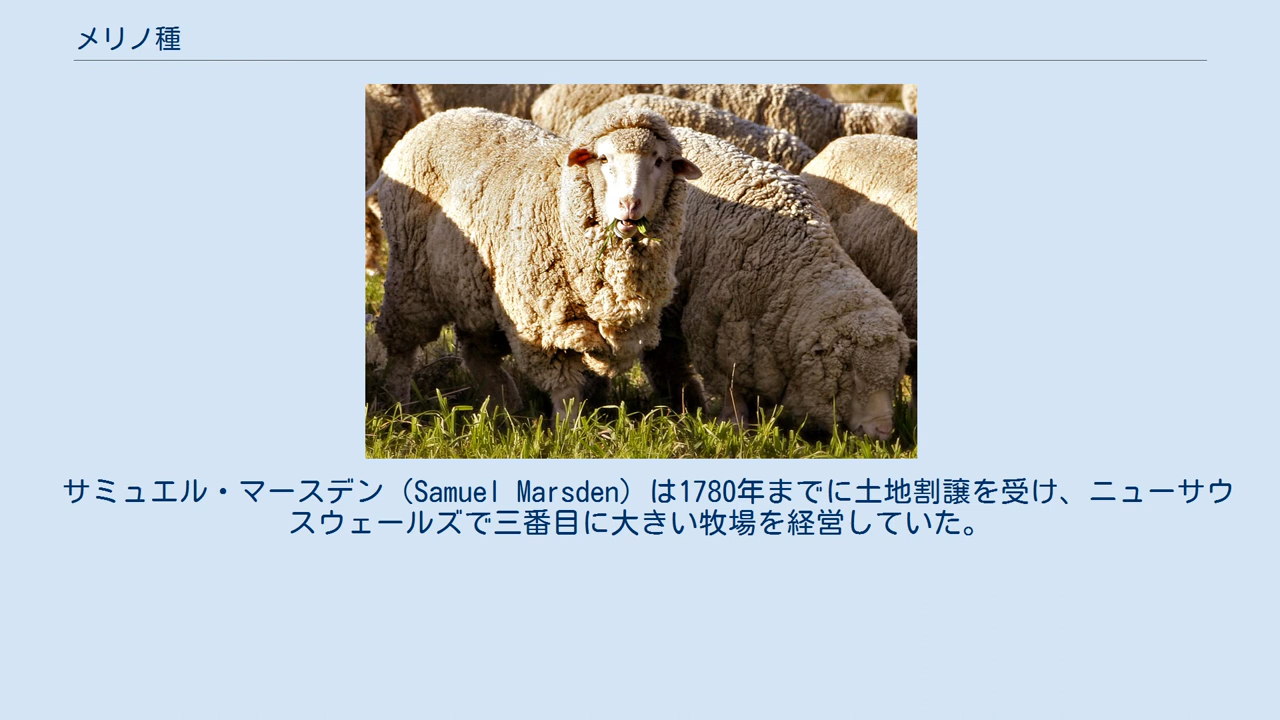 メリノ種
サミュエル・マースデン（Samuel Marsden）は1780年までに土地割譲を受け、ニューサウ
スウェールズで三番目に大きい牧場を経営していた。